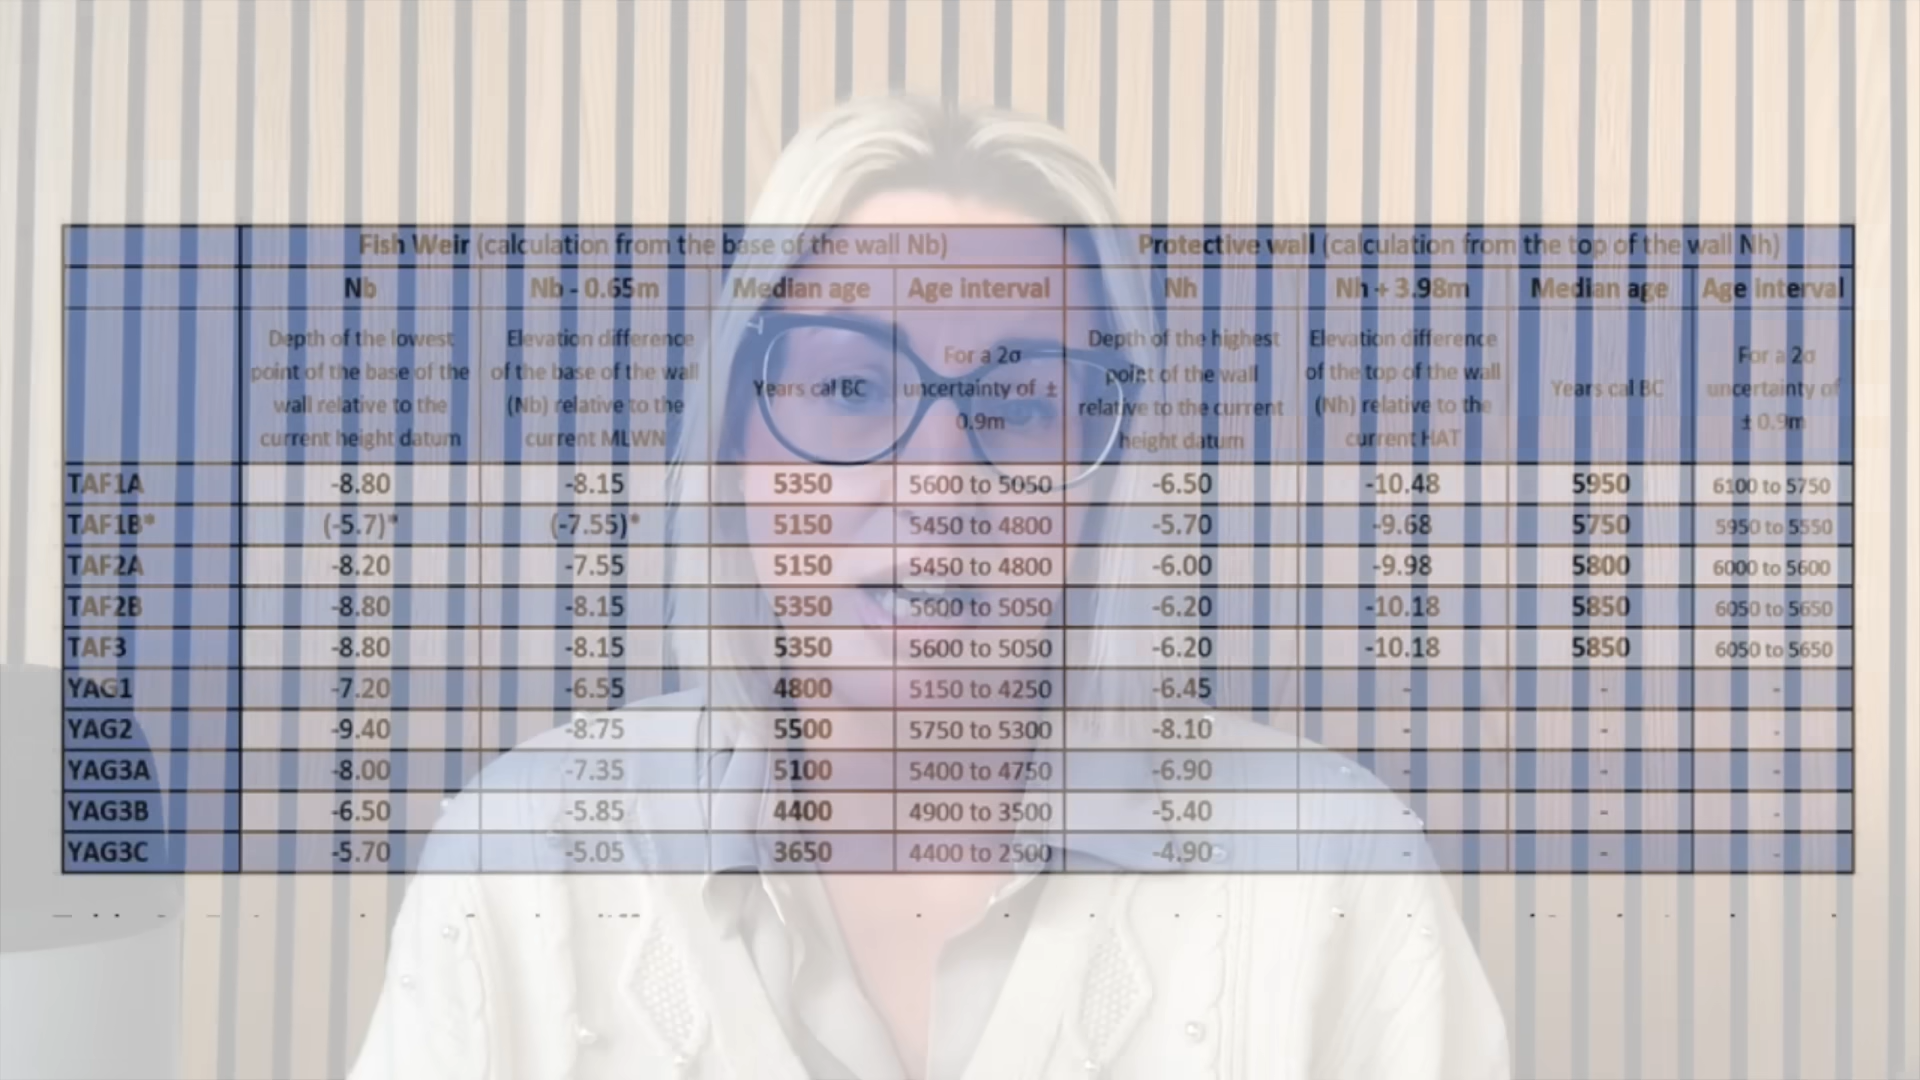 Fish Weir (calculation from the base of the wall Nb) Protective wall (calculation from the top of the wall Nh)
Nb Nb - 0.65m Median age Age interval Nh Nh + 3.98m Median age Age interval
Depth of the lowest point of the base of the wall relative to the current height datum
Elevation difference of the base of the wall (Nb) relative to the current MLWN
Years cal BC
For a 2σ uncertainty of ± 0.9m
Depth of the highest point of the wall relative to the current height datum
Elevation difference of the top of the wall (Nh) relative to the current HAT
Years cal BC
For a 2σ uncertainty of ± 0.9m
TAF1A -8.80 -8.15 5350 5600 to 5050 -6.50 -10.48 5950 6100 to 5750
TAF1B* (-5.7)* (-7.55)* 5150 5450 to 4800 -5.70 -9.68 5750 5950 to 5550
TAF2A -8.20 -7.55 5150 5450 to 4800 -6.00 -9.98 5800 6000 to 5600
TAF2B -8.80 -8.15 5350 5600 to 5050 -6.20 -10.18 5850 6050 to 5650
TAF3 -8.80 -8.15 5350 5600 to 5050 -6.20 -10.18 5850 6050 to 5650
YAG1 -7.20 -6.55 4800 5150 to 4250 -6.45 - - -
YAG2 -9.40 -8.75 5500 5750 to 5300 -8.10 - - -
YAG3A -8.00 -7.35 5100 5400 to 4750 -6.90 - - -
YAG3B -6.50 -5.85 4400 4900 to 3500 -5.40 - - -
YAG3C -5.70 -5.05 3650 4400 to 2500 -4.90 - - -